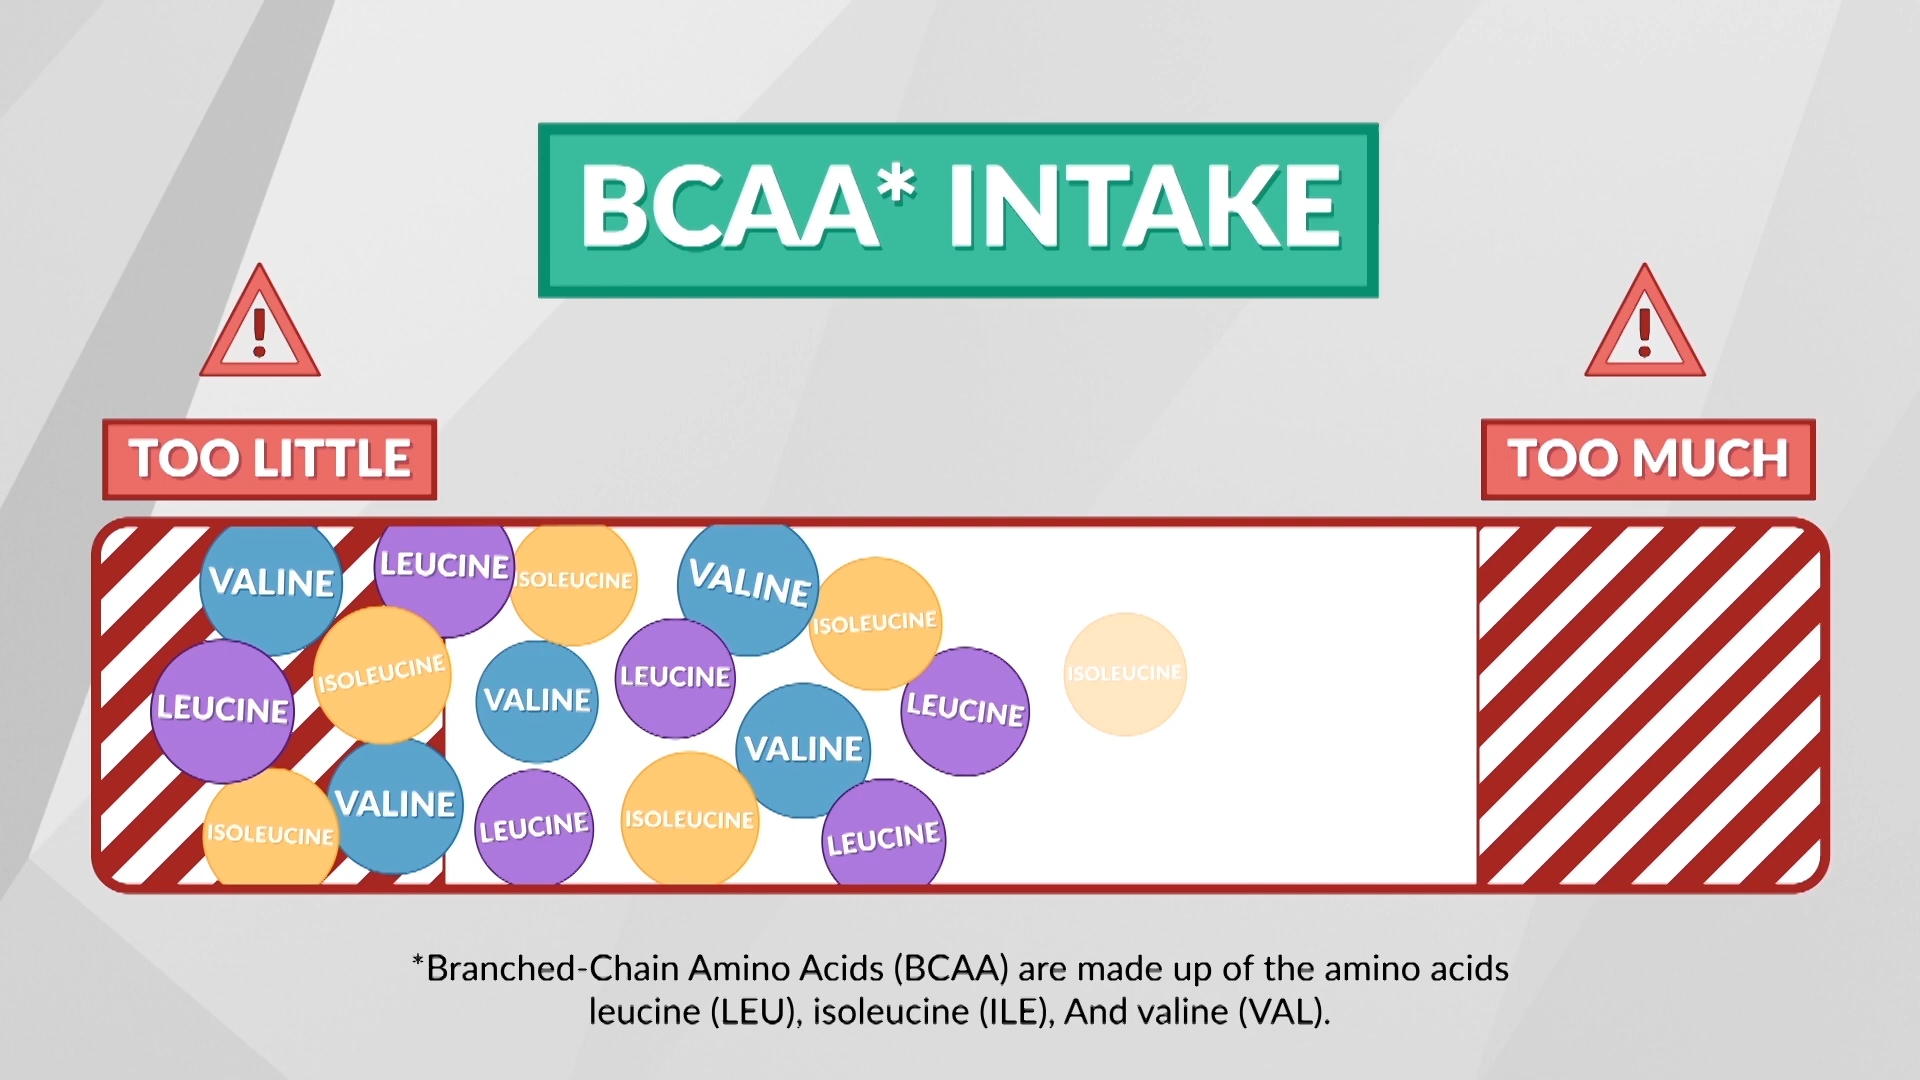 BCAA* INTAKE
!
!
TOO LITTLE
TOO MUCH
VALINE
LEUCINE
ISOLEUCINE
VALINE
ISOLEUCINE
LEUCINE
ISOLEUCINE
VALINE
LEUCINE
LEUCINE
ISOLEUCINE
VALINE
ISOLEUCINE
VALINE
LEUCINE
ISOLEUCINE
LEUCINE
*Branched-Chain Amino Acids (BCAA) are made up of the amino acids
leucine (LEU), isoleucine (ILE), And valine (VAL).